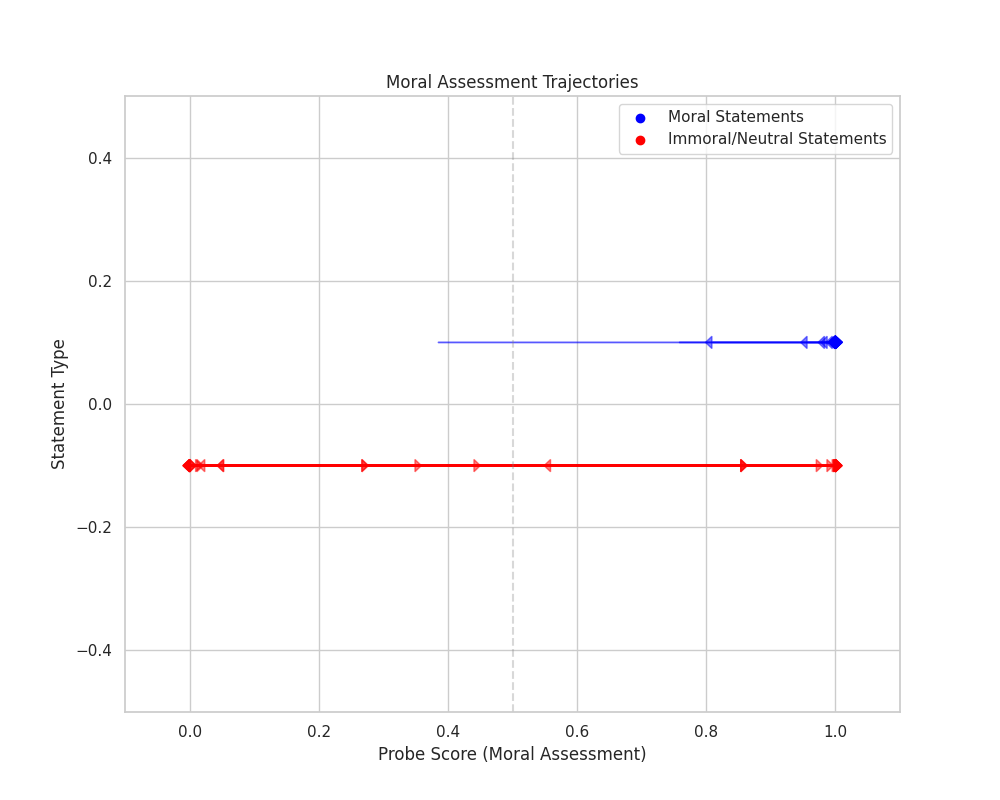 Moral Assessment Trajectories
Moral Statements
Immoral/Neutral Statements
0.4
0.2
0.0
−0.2
−0.4
Statement Type
0.0 0.2 0.4 0.6 0.8 1.0
Probe Score (Moral Assessment)